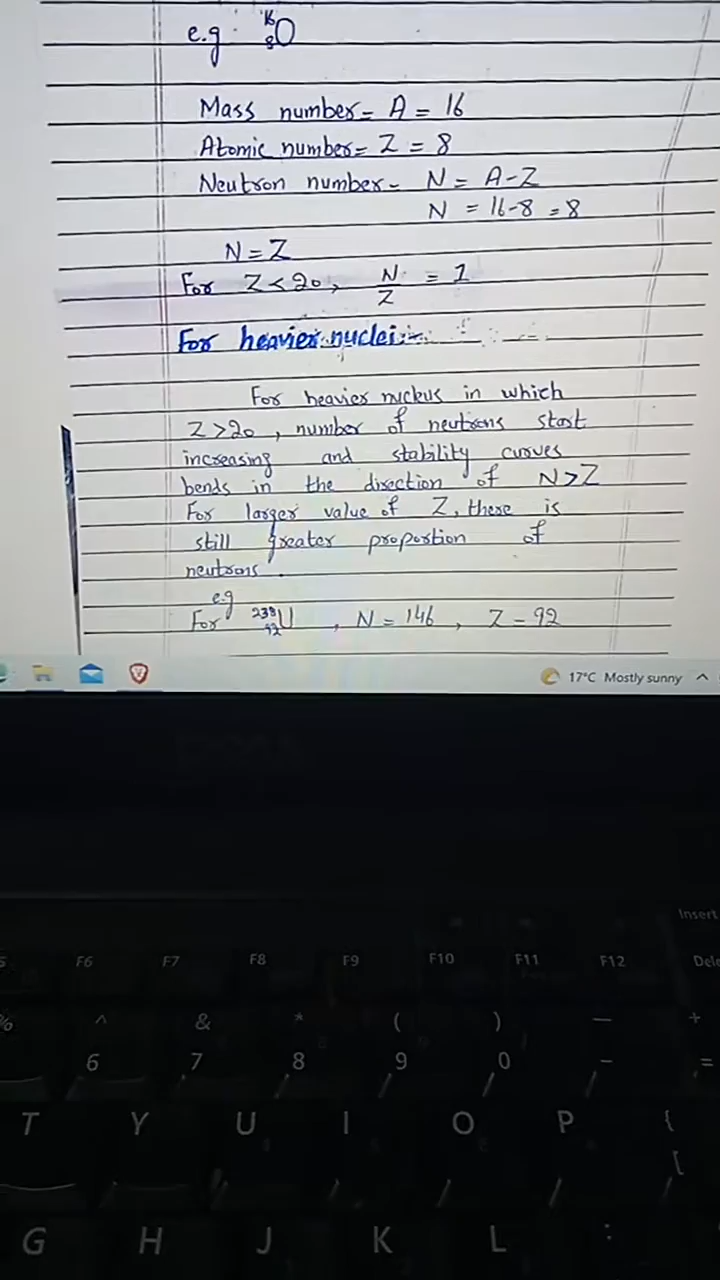 e.g. ¹⁶₈O
Mass number = A = 16
Atomic number = Z = 8
Neutron number - N = A-Z
N = 16-8 = 8
N = Z
For Z < 20, N/Z = 1
For heavier nuclei:-
For heavier nucleus in which
Z > 20, number of neutrons start
increasing and stability curves
bends in the direction of N > Z
For larger value of Z, there is
still greater proportion of
neutrons.
e.g
For ²³⁸₉₂U, N = 146, Z = 92
17°C Mostly sunny
Insert
F6 F7 F8 F9 F10 F11 F12 Dele
% ^ & * ( ) — +
6 7 8 9 0 - =
T Y U I O P { [
G H J K L :